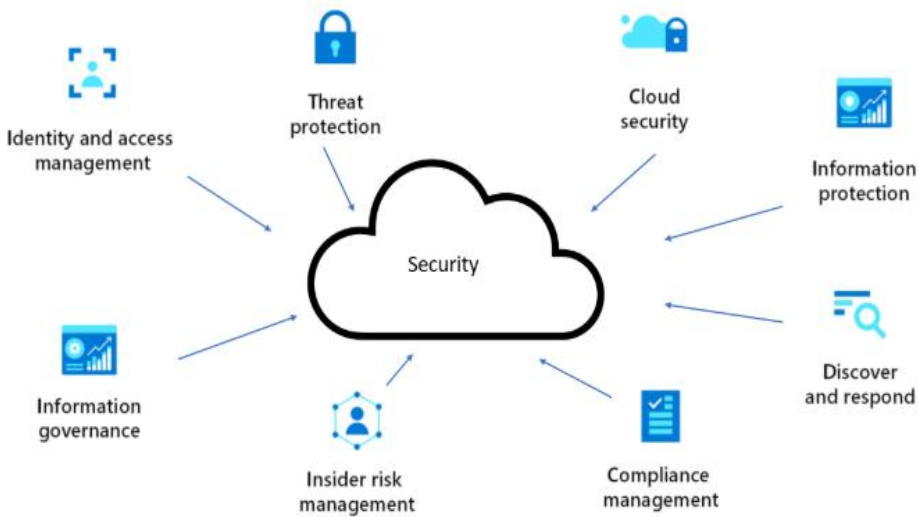 Threat
protection
Cloud
security
Identity and access
management
Information
protection
Security
Information
governance
Discover
and respond
Insider risk
management
Compliance
management